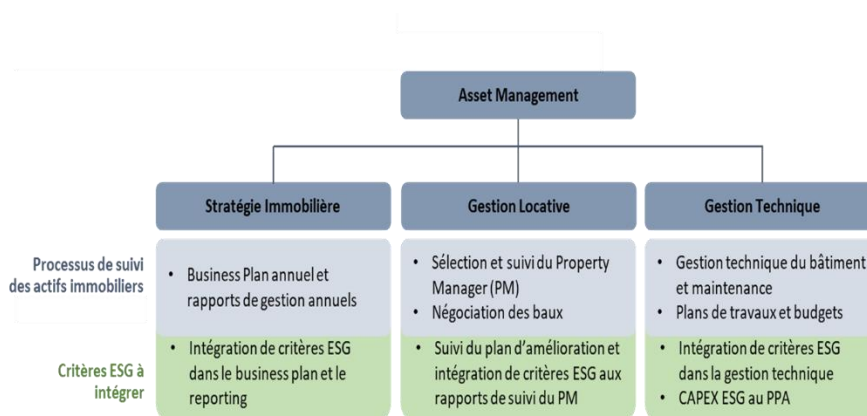 Asset Management
Stratégie Immobilière
Gestion Locative
Gestion Technique
Processus de suivi
des actifs immobiliers
• Business Plan annuel et
rapports de gestion annuels
• Sélection et suivi du Property
Manager (PM)
• Négociation des baux
• Gestion technique du bâtiment
et maintenance
• Plans de travaux et budgets
Critères ESG à
intégrer
• Intégration de critères ESG
dans le business plan et le
reporting
• Suivi du plan d'amélioration et
intégration de critères ESG aux
rapports de suivi du PM
• Intégration de critères ESG
dans la gestion technique
• CAPEX ESG au PPA